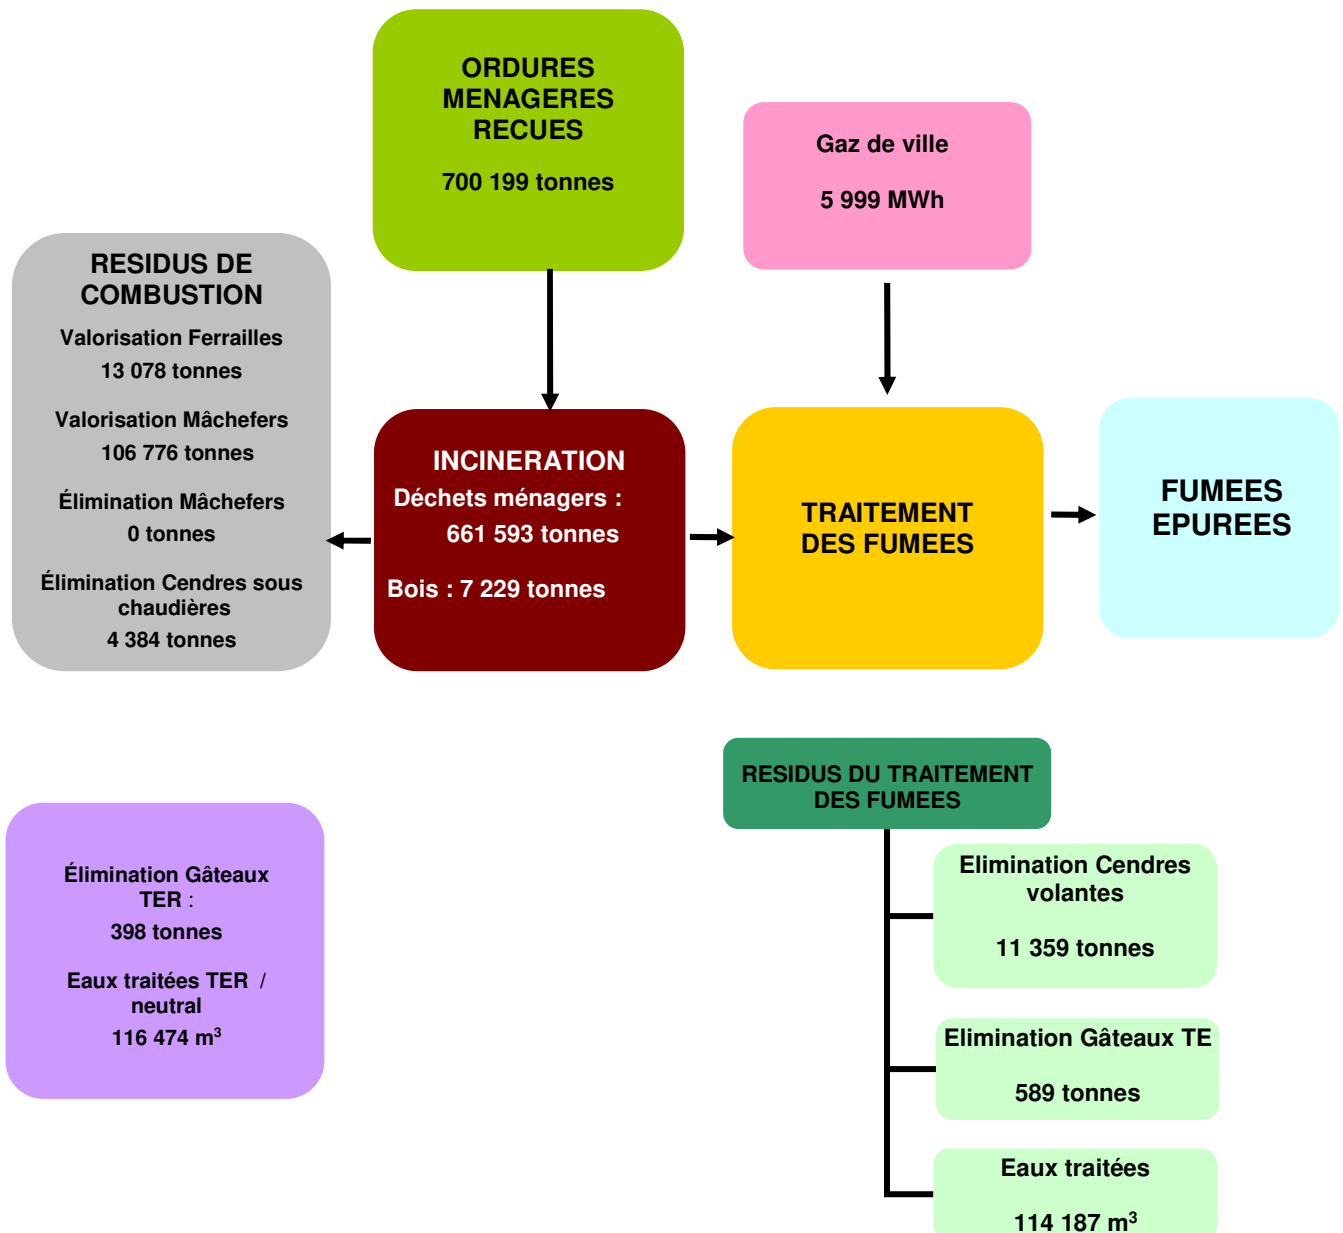 ORDURES
MENAGERES
RECUES
700 199 tonnes
Gaz de ville
5 999 MWh
RESIDUS DE
COMBUSTION
Valorisation Ferrailles
13 078 tonnes
Valorisation Mâchefers
106 776 tonnes
Élimination Mâchefers
0 tonnes
Élimination Cendres sous
chaudières
4 384 tonnes
INCINERATION
Déchets ménagers :
661 593 tonnes
Bois : 7 229 tonnes
TRAITEMENT
DES FUMEES
FUMEES
EPUREES
RESIDUS DU TRAITEMENT
DES FUMEES
Élimination Gâteaux
TER :
398 tonnes
Eaux traitées TER /
neutral
116 474 m³
Elimination Cendres
volantes
11 359 tonnes
Elimination Gâteaux TE
589 tonnes
Eaux traitées
114 187 m³